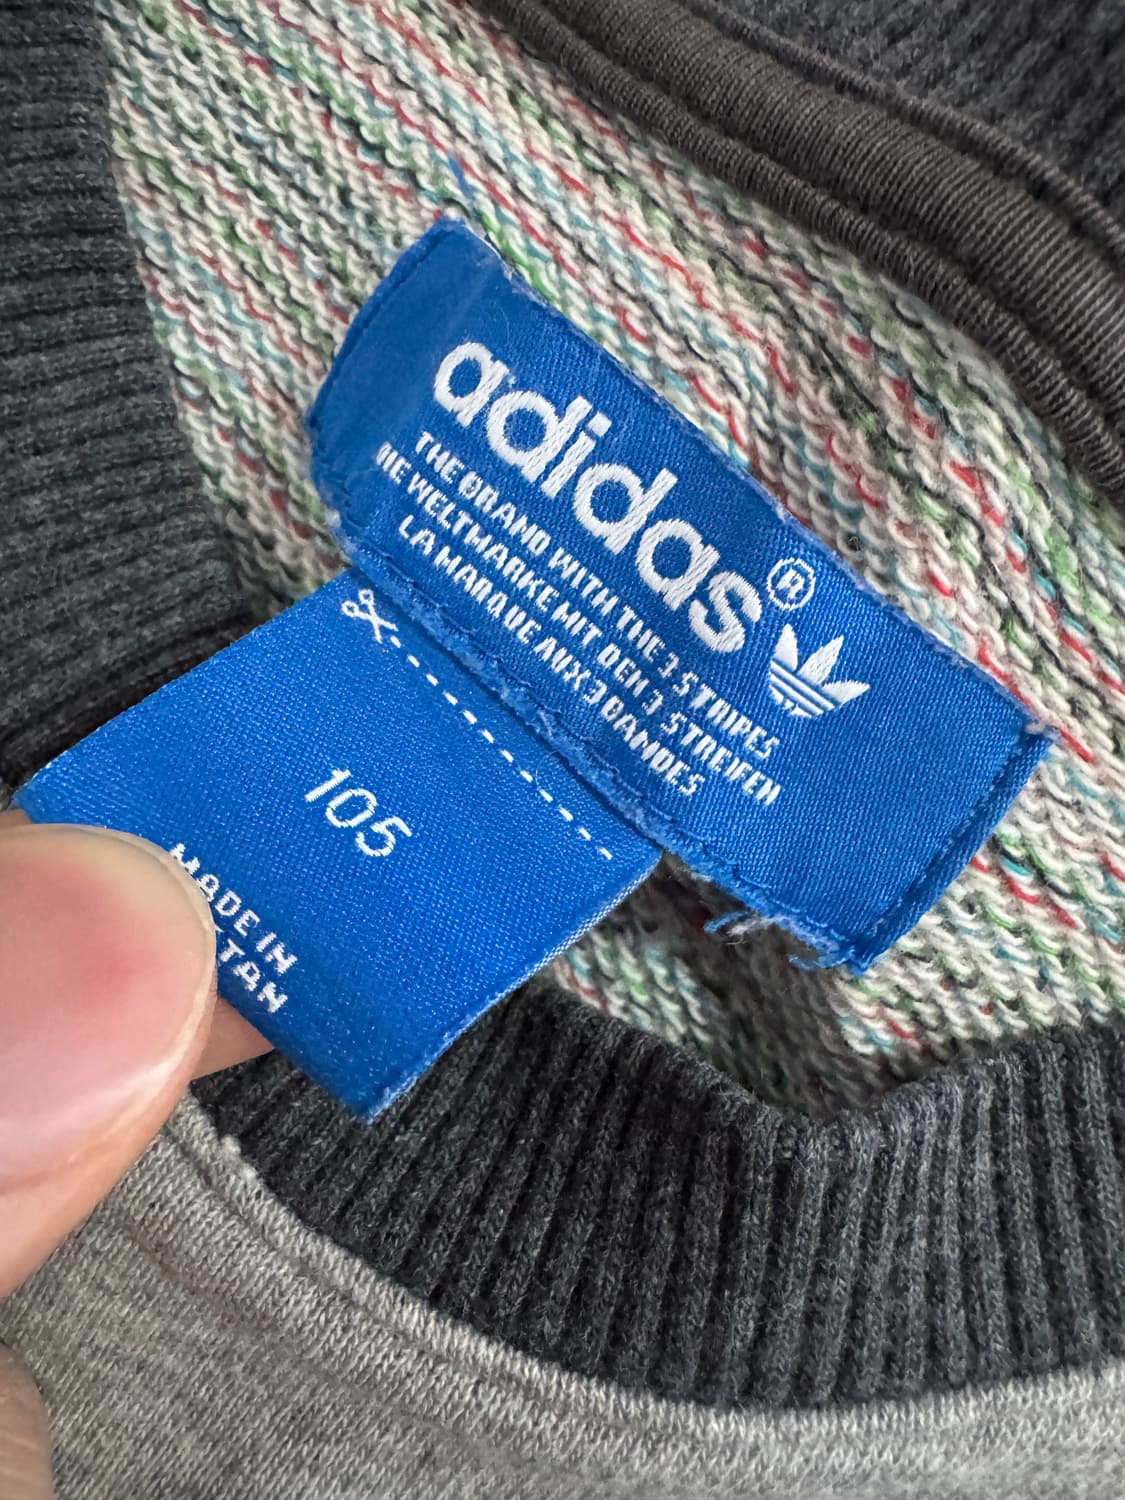 adidas®
THE BRAND WITH THE 3 STRIPES
DIE WELTMARKE MIT DEN 3 STREIFEN
LA MARQUE AUX 3 BANDES
105
MADE IN